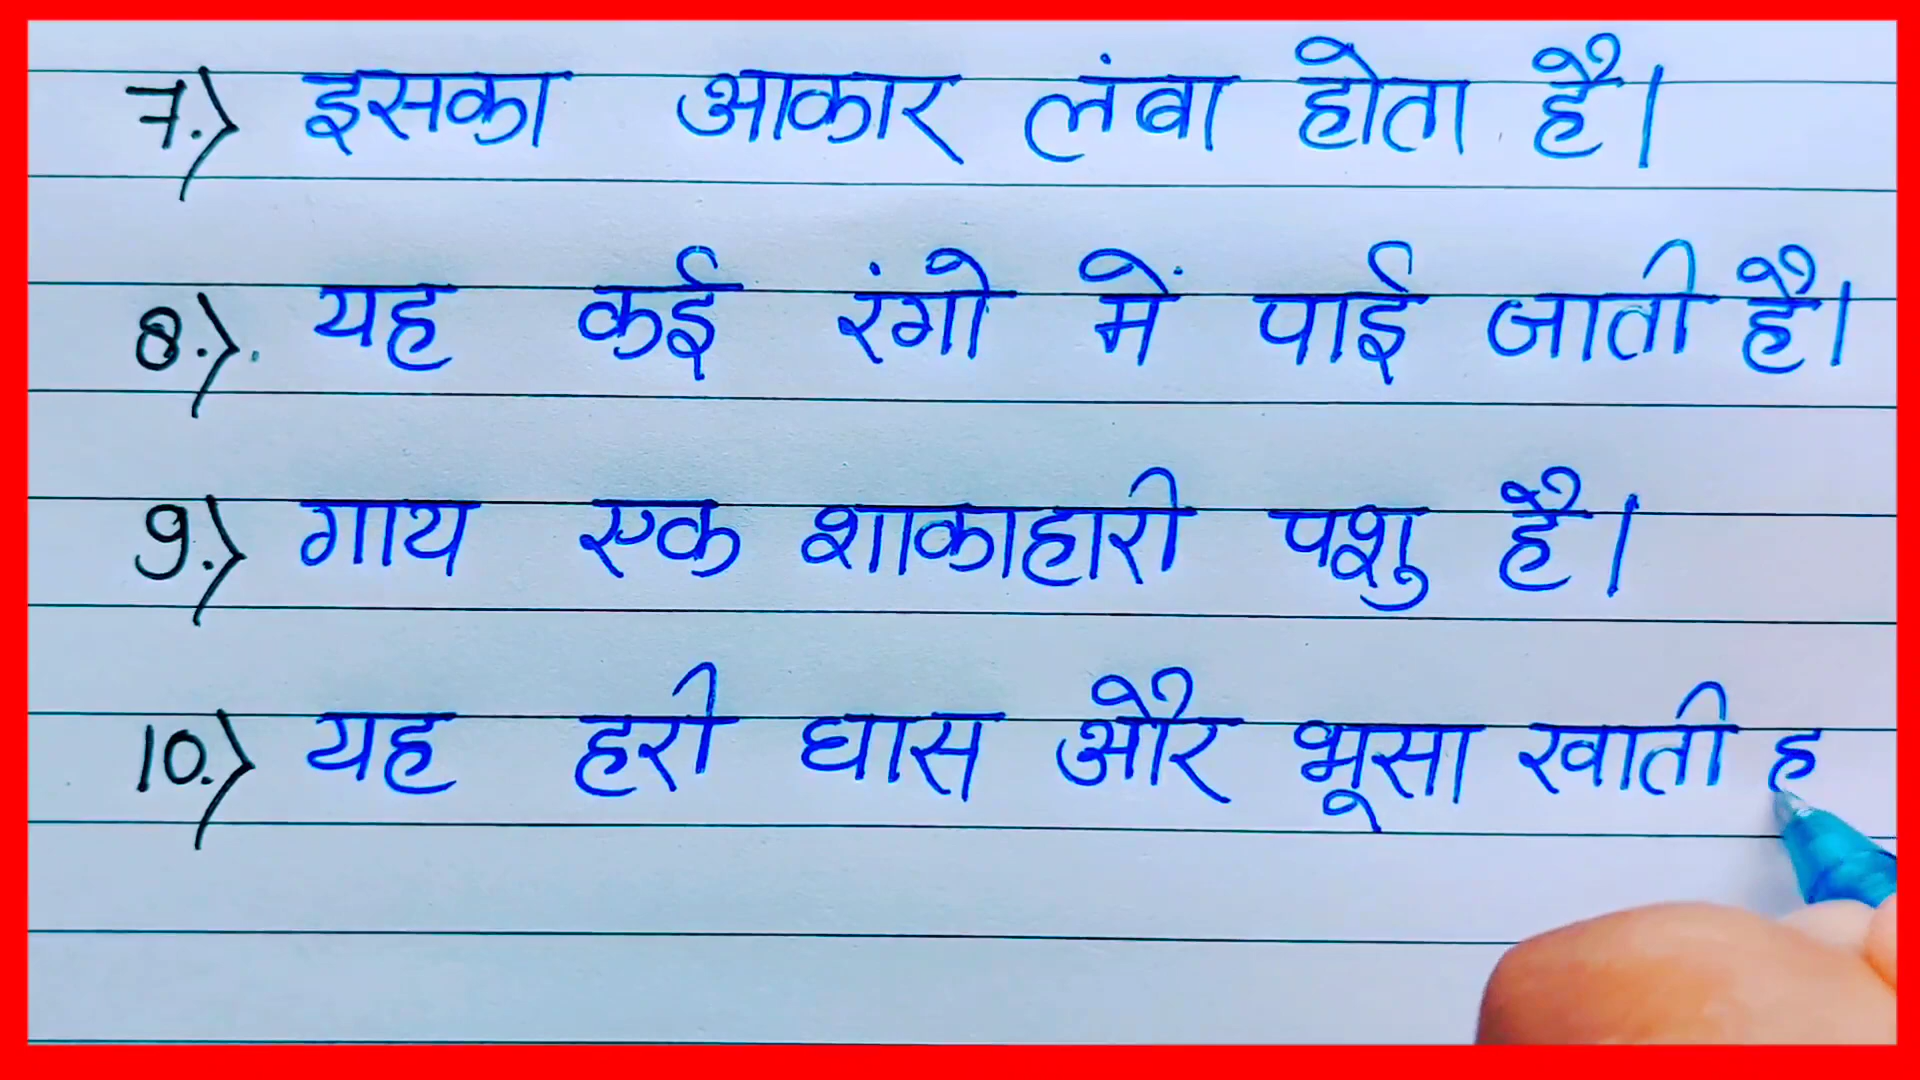 7.) इसका आकार लंबा होता है।
8.) यह कई रंगो में पाई जाती है।
9.) गाय एक शाकाहारी पशु है।
10.) यह हरी घास और भूसा खाती ह